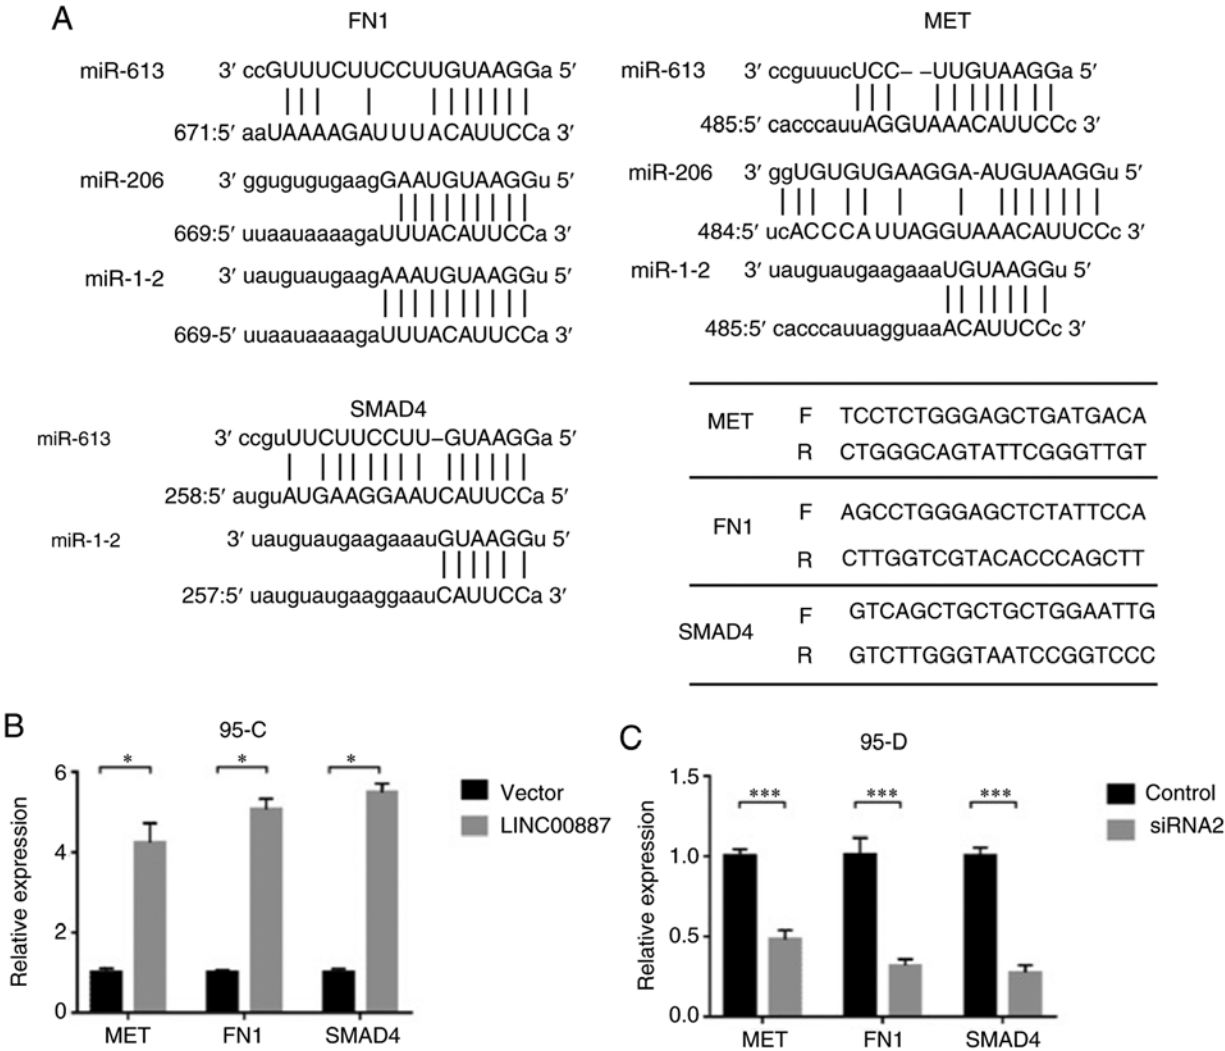 A
FN1
miR-613 3′ ccGUUUCUUCCUUGUAAGGa 5′
671:5′ aaUAAAAGAUUUACAUUCCa 3′
miR-206 3′ ggugugugaagGAAUGUAAGGu 5′
669:5′ uuaauaaaagaUUUACAUUCCa 3′
miR-1-2 3′ uauguaugaagAAAUGUAAGGu 5′
669-5′ uuaauaaaagaUUUACAUUCCa 3′
MET
miR-613 3′ ccguuucUCC– –UUGUAAGGa 5′
485:5′ cacccauuAGGUAAACAUUCCc 3′
miR-206 3′ ggUGUGUGAAGGA-AUGUAAGGu 5′
484:5′ ucACCCAUUAGGUAAACAUUCCc 3′
miR-1-2 3′ uauguaugaagaaaUGUAAGGu 5′
485:5′ cacccauuagguaaACAUUCCc 3′
SMAD4
miR-613 3′ ccguUUCUUCCUU–GUAAGGa 5′
258:5′ auguAUGAAGGAAUCAUUCCa 5′
miR-1-2 3′ uauguaugaagaaauGUAAGGu 5′
257:5′ uauguaugaaggaauCAUUCCa 3′
MET F TCCTCTGGGAGCTGATGACA
R CTGGGCAGTATTCGGGTTGT
FN1 F AGCCTGGGAGCTCTATTCCA
R CTTGGTCGTACACCCAGCTT
SMAD4 F GTCAGCTGCTGCTGGAATTG
R GTCTTGGGTAATCCGGTCCC
B
95-C
* * *
Relative expression
6
4
2
0
MET FN1 SMAD4
Vector
LINC00887
C
95-D
*** *** ***
Relative expression
1.5
1.0
0.5
0.0
MET FN1 SMAD4
Control
siRNA2